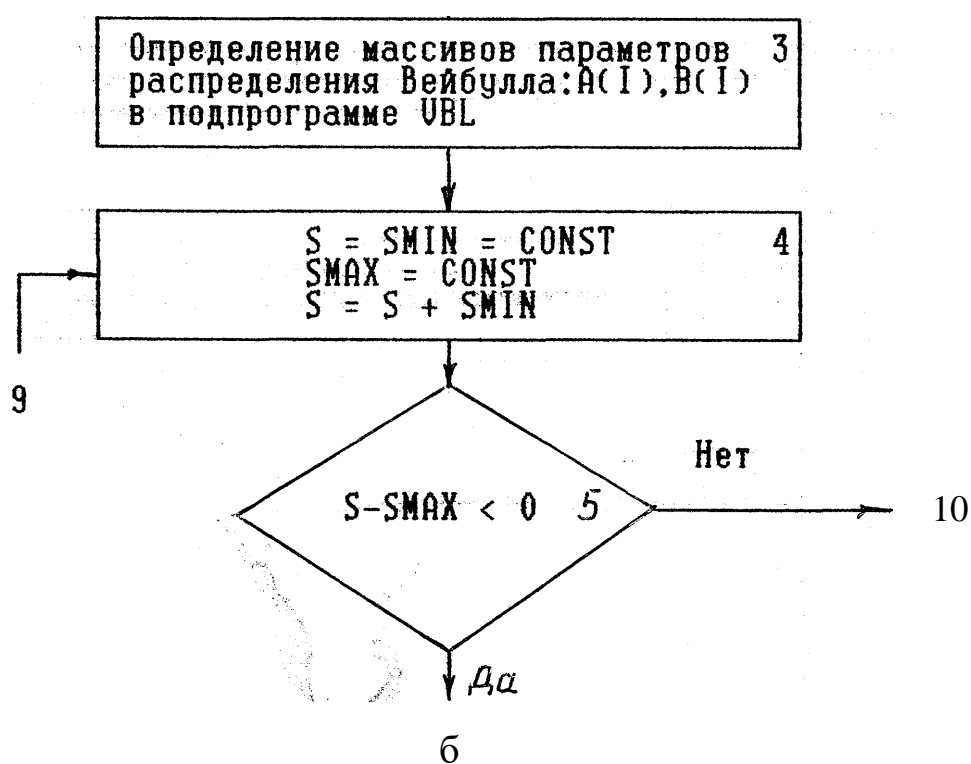 Определение массивов параметров 3
распределения Вейбулла:A(I),B(I)
в подпрограмме VBL
S = SMIN = CONST 4
SMAX = CONST
S = S + SMIN
9
Нет
S-SMAX < 0 5
10
Да
б